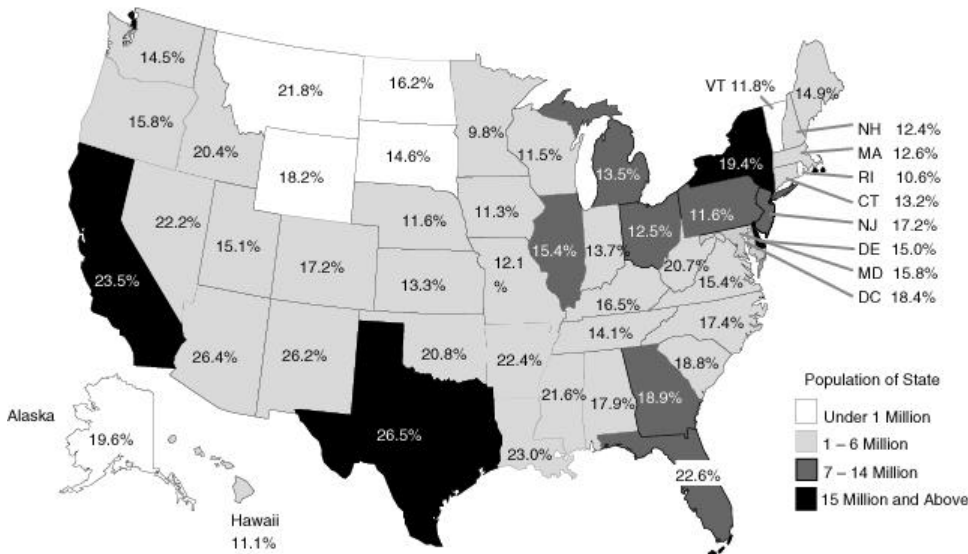 14.5%
21.8%
16.2%
9.8%
VT 11.8%
14.9%
15.8%
20.4%
18.2%
14.6%
11.5%
13.5%
19.4%
NH 12.4%
MA 12.6%
RI 10.6%
CT 13.2%
NJ 17.2%
DE 15.0%
MD 15.8%
DC 18.4%
22.2%
15.1%
17.2%
11.6%
11.3%
15.4%
13.7%
12.5%
11.6%
20.7%
15.4%
23.5%
13.3%
12.1
%
16.5%
17.4%
14.1%
26.4%
26.2%
20.8%
22.4%
18.8%
21.6%
17.9%
18.9%
26.5%
23.0%
22.6%
Alaska
19.6%
Hawaii
11.1%
Population of State
Under 1 Million
1 – 6 Million
7 – 14 Million
15 Million and Above